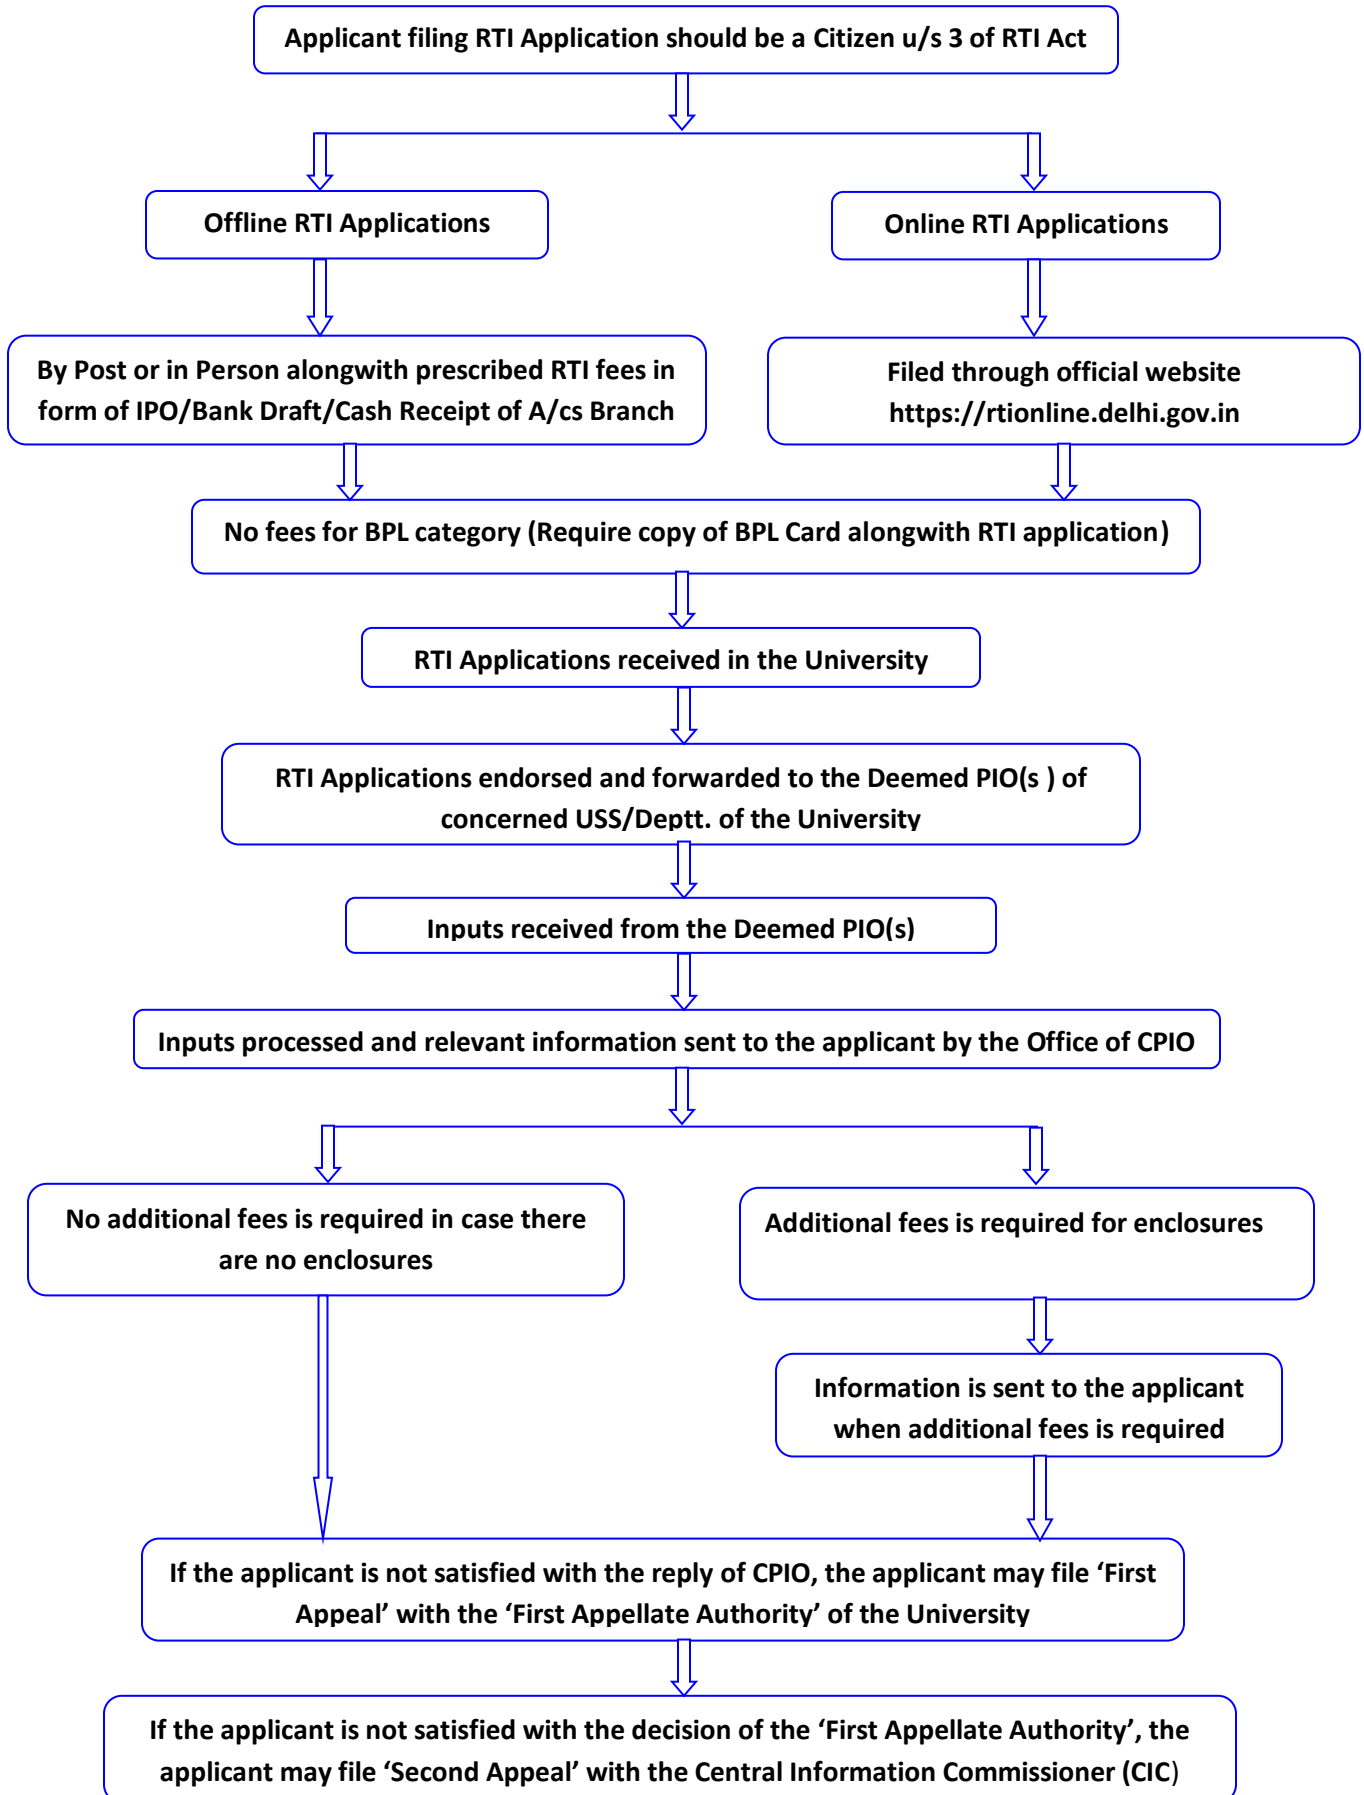 Applicant filing RTI Application should be a Citizen u/s 3 of RTI Act
Offline RTI Applications
Online RTI Applications
By Post or in Person alongwith prescribed RTI fees in
form of IPO/Bank Draft/Cash Receipt of A/cs Branch
Filed through official website
https://rtionline.delhi.gov.in
No fees for BPL category (Require copy of BPL Card alongwith RTI application)
RTI Applications received in the University
RTI Applications endorsed and forwarded to the Deemed PIO(s ) of
concerned USS/Deptt. of the University
Inputs received from the Deemed PIO(s)
Inputs processed and relevant information sent to the applicant by the Office of CPIO
No additional fees is required in case there
are no enclosures
Additional fees is required for enclosures
Information is sent to the applicant
when additional fees is required
If the applicant is not satisfied with the reply of CPIO, the applicant may file ‘First
Appeal’ with the ‘First Appellate Authority’ of the University
If the applicant is not satisfied with the decision of the ‘First Appellate Authority’, the
applicant may file ‘Second Appeal’ with the Central Information Commissioner (CIC)